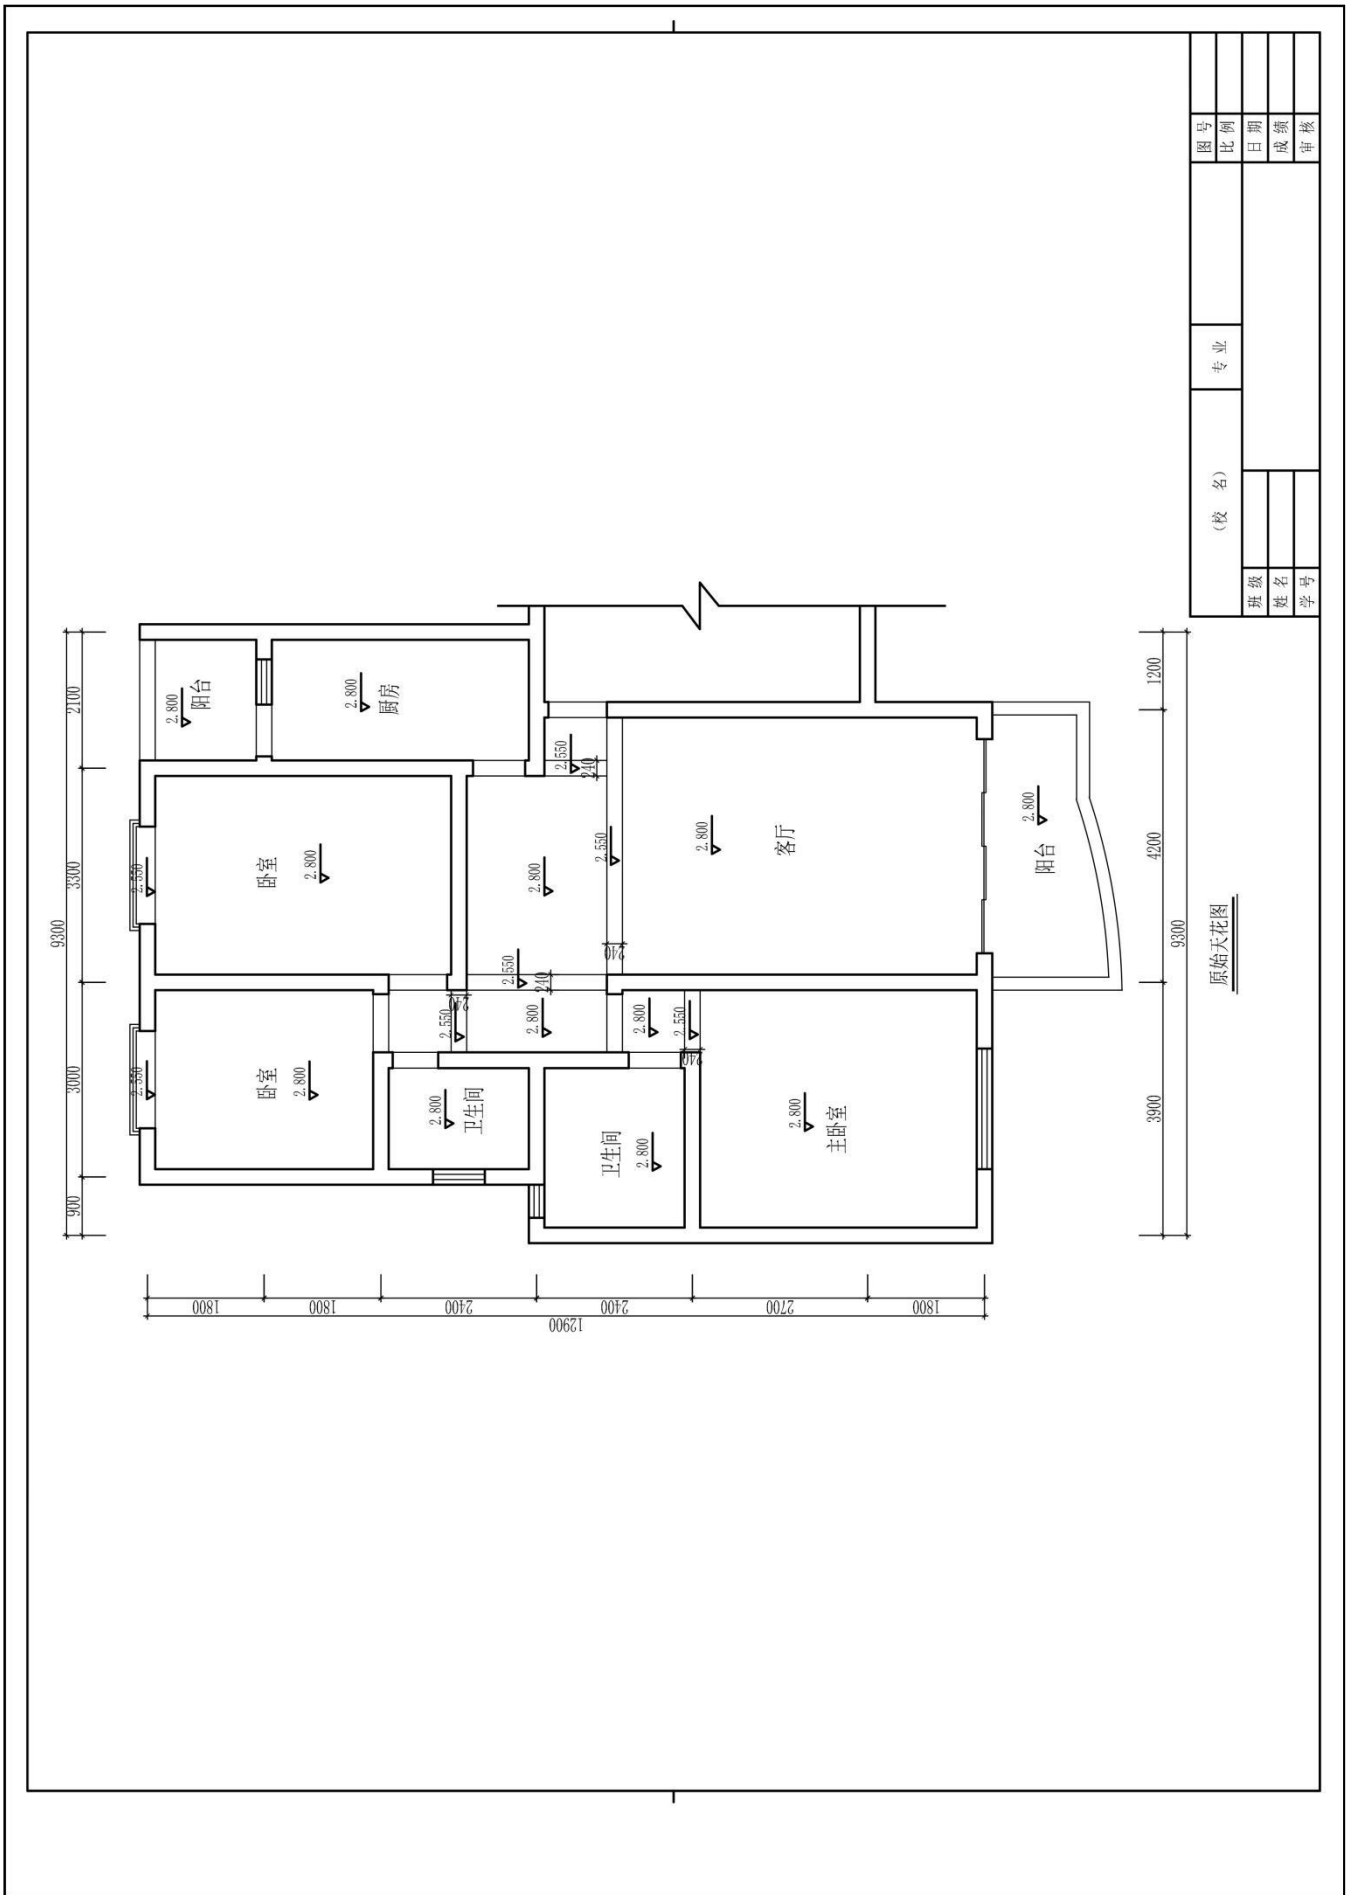 图 号
比 例
日 期
成 绩
审 核
专 业
(校 名)
班 级
姓 名
学 号
9300
2100
3300
3000
900
阳台
2.800
厨房
2.800
卧室
2.800
2.550
卧室
2.800
2.550
卫生间
2.800
卫生间
2.800
主卧室
2.800
客厅
2.800
阳台
2.800
2.550
240
2.550
240
2.800
2.550
240
2.550
240
2.800
2.800
2.550
240
1200
4200
3900
9300
1800
1800
2400
2400
2700
1800
12900
原始天花图